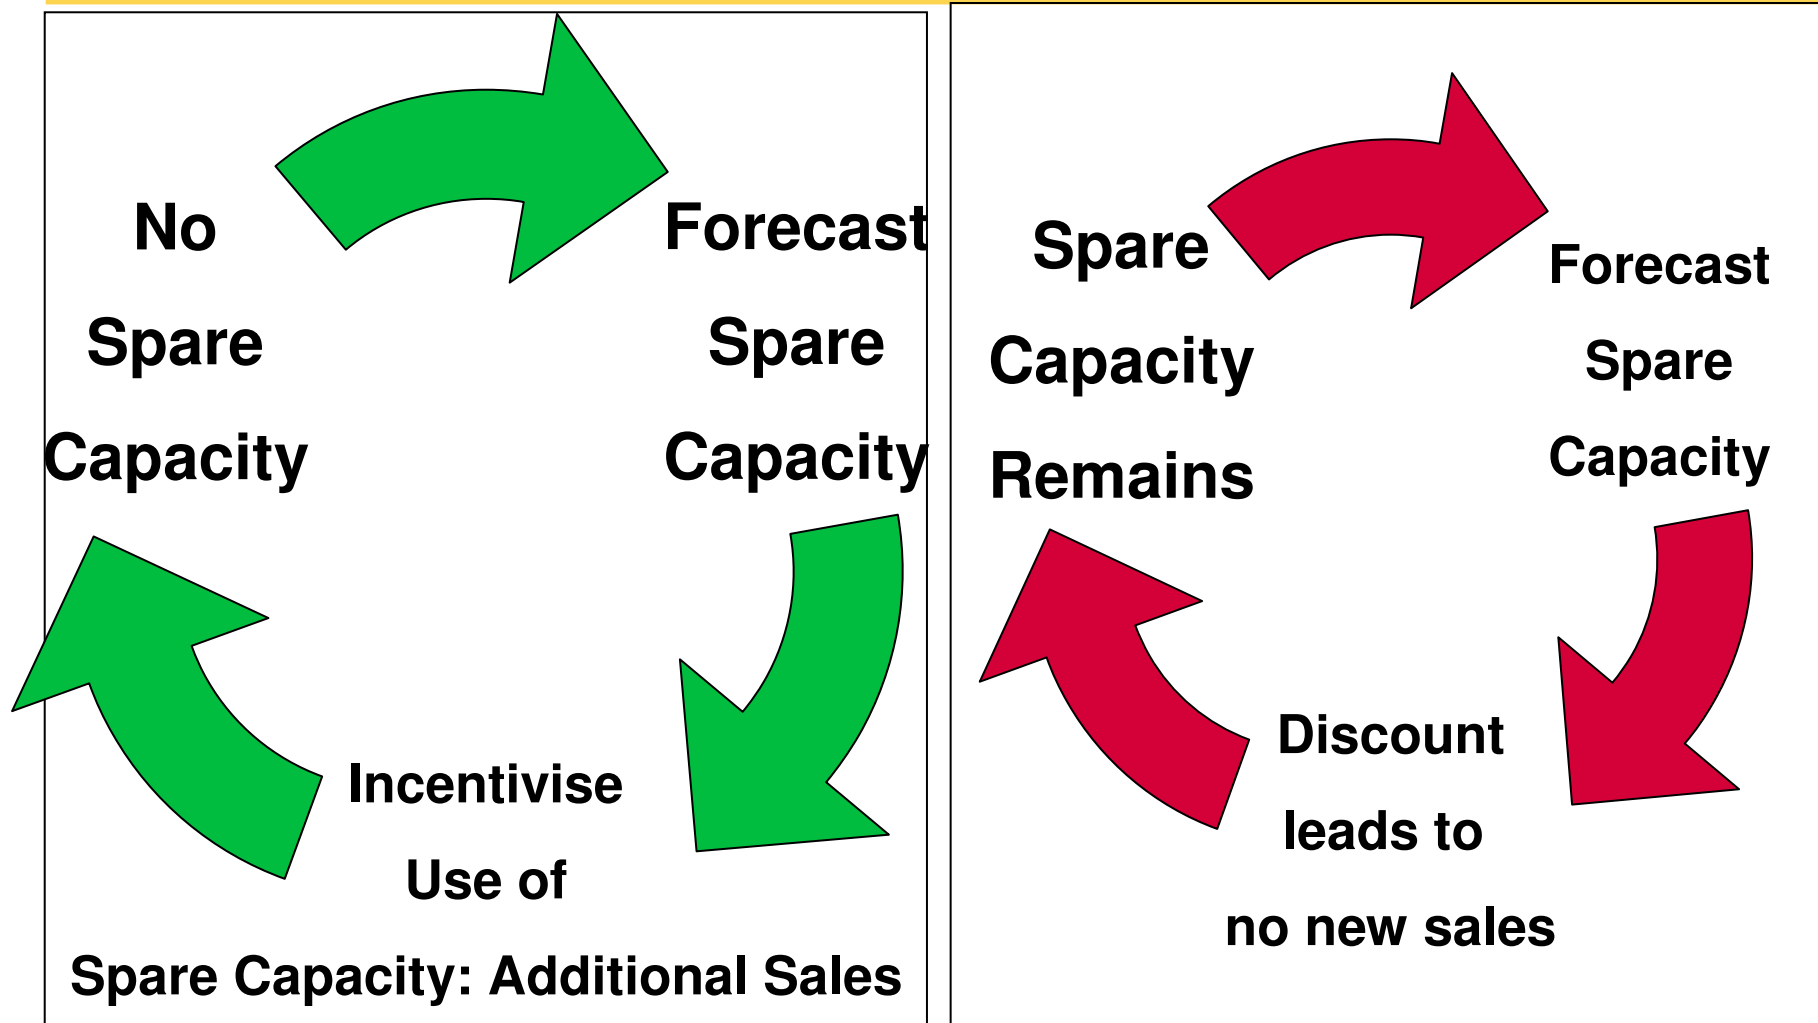 No
Spare
Capacity
Forecast
Spare
Capacity
Incentivise
Use of
Spare Capacity: Additional Sales
Spare
Capacity
Remains
Forecast
Spare
Capacity
Discount
leads to
no new sales